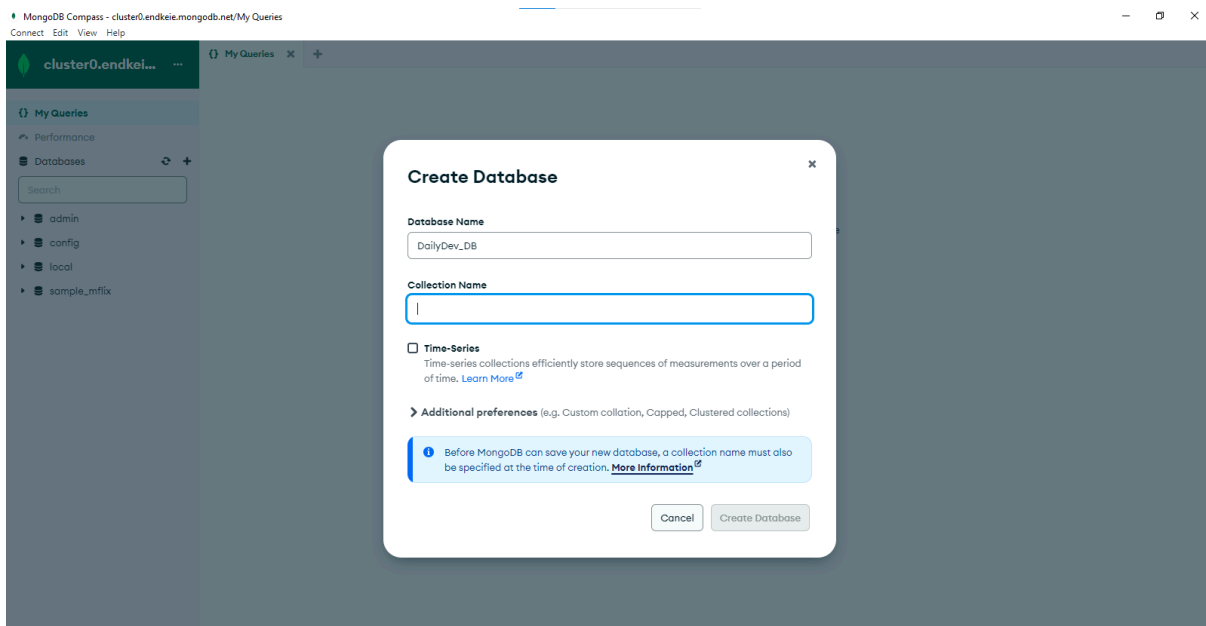 MongoDB Compass - cluster0.endkeie.mongodb.net/My Queries
Connect Edit View Help
cluster0.endkei... ...
{} My Queries
{} My Queries
Performance
Databases
Search
admin
config
local
sample_mflix
Create Database
Database Name
DailyDev_DB
Collection Name
Time-Series
Time-series collections efficiently store sequences of measurements over a period
of time. Learn More
Additional preferences (e.g. Custom collation, Capped, Clustered collections)
Before MongoDB can save your new database, a collection name must also
be specified at the time of creation. More Information
Cancel Create Database